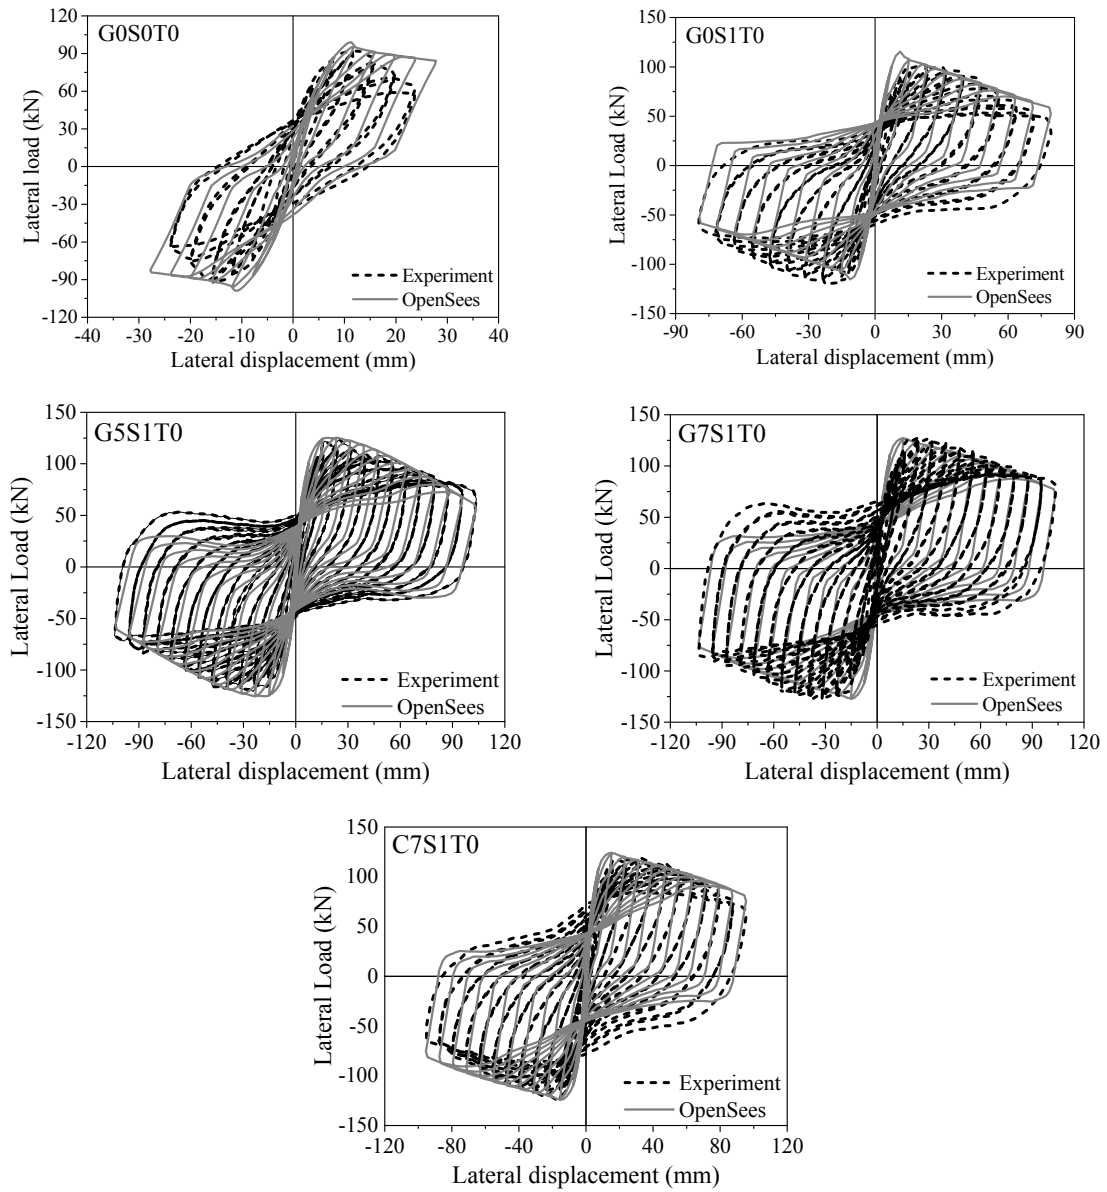 G0S0T0
120
90
60
30
0
-30
-60
-90
-120
Lateral load (kN)
Experiment
OpenSees
-40 -30 -20 -10 0 10 20 30 40
Lateral displacement (mm)
G0S1T0
150
100
50
0
-50
-100
-150
Lateral Load (kN)
Experiment
OpenSees
-90 -60 -30 0 30 60 90
Lateral displacement (mm)
G5S1T0
150
100
50
0
-50
-100
-150
Lateral Load (kN)
Experiment
OpenSees
-120 -90 -60 -30 0 30 60 90 120
Lateral displacement (mm)
G7S1T0
150
100
50
0
-50
-100
-150
Lateral Load (kN)
Experiment
OpenSees
-120 -90 -60 -30 0 30 60 90 120
Lateral displacement (mm)
C7S1T0
150
100
50
0
-50
-100
-150
Lateral Load (kN)
Experiment
OpenSees
-120 -80 -40 0 40 80 120
Lateral displacement (mm)